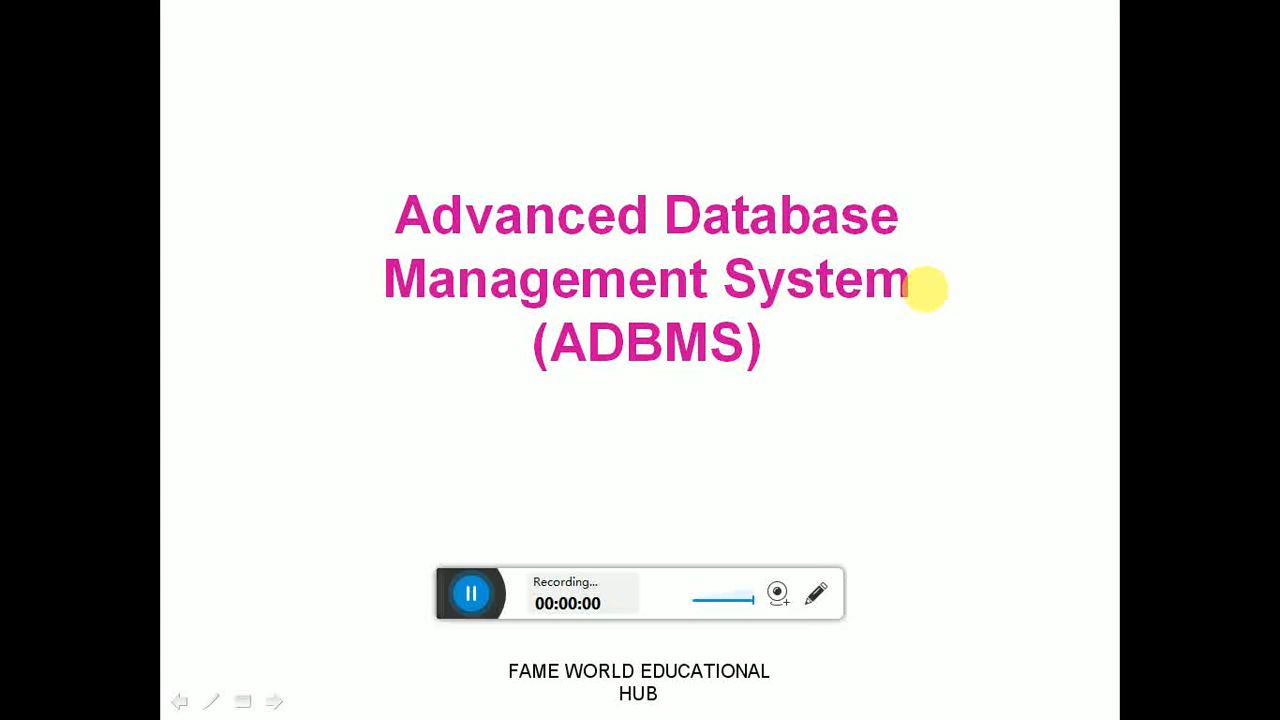 Advanced Database
Management System
(ADBMS)
Recording...
00:00:00
FAME WORLD EDUCATIONAL
HUB